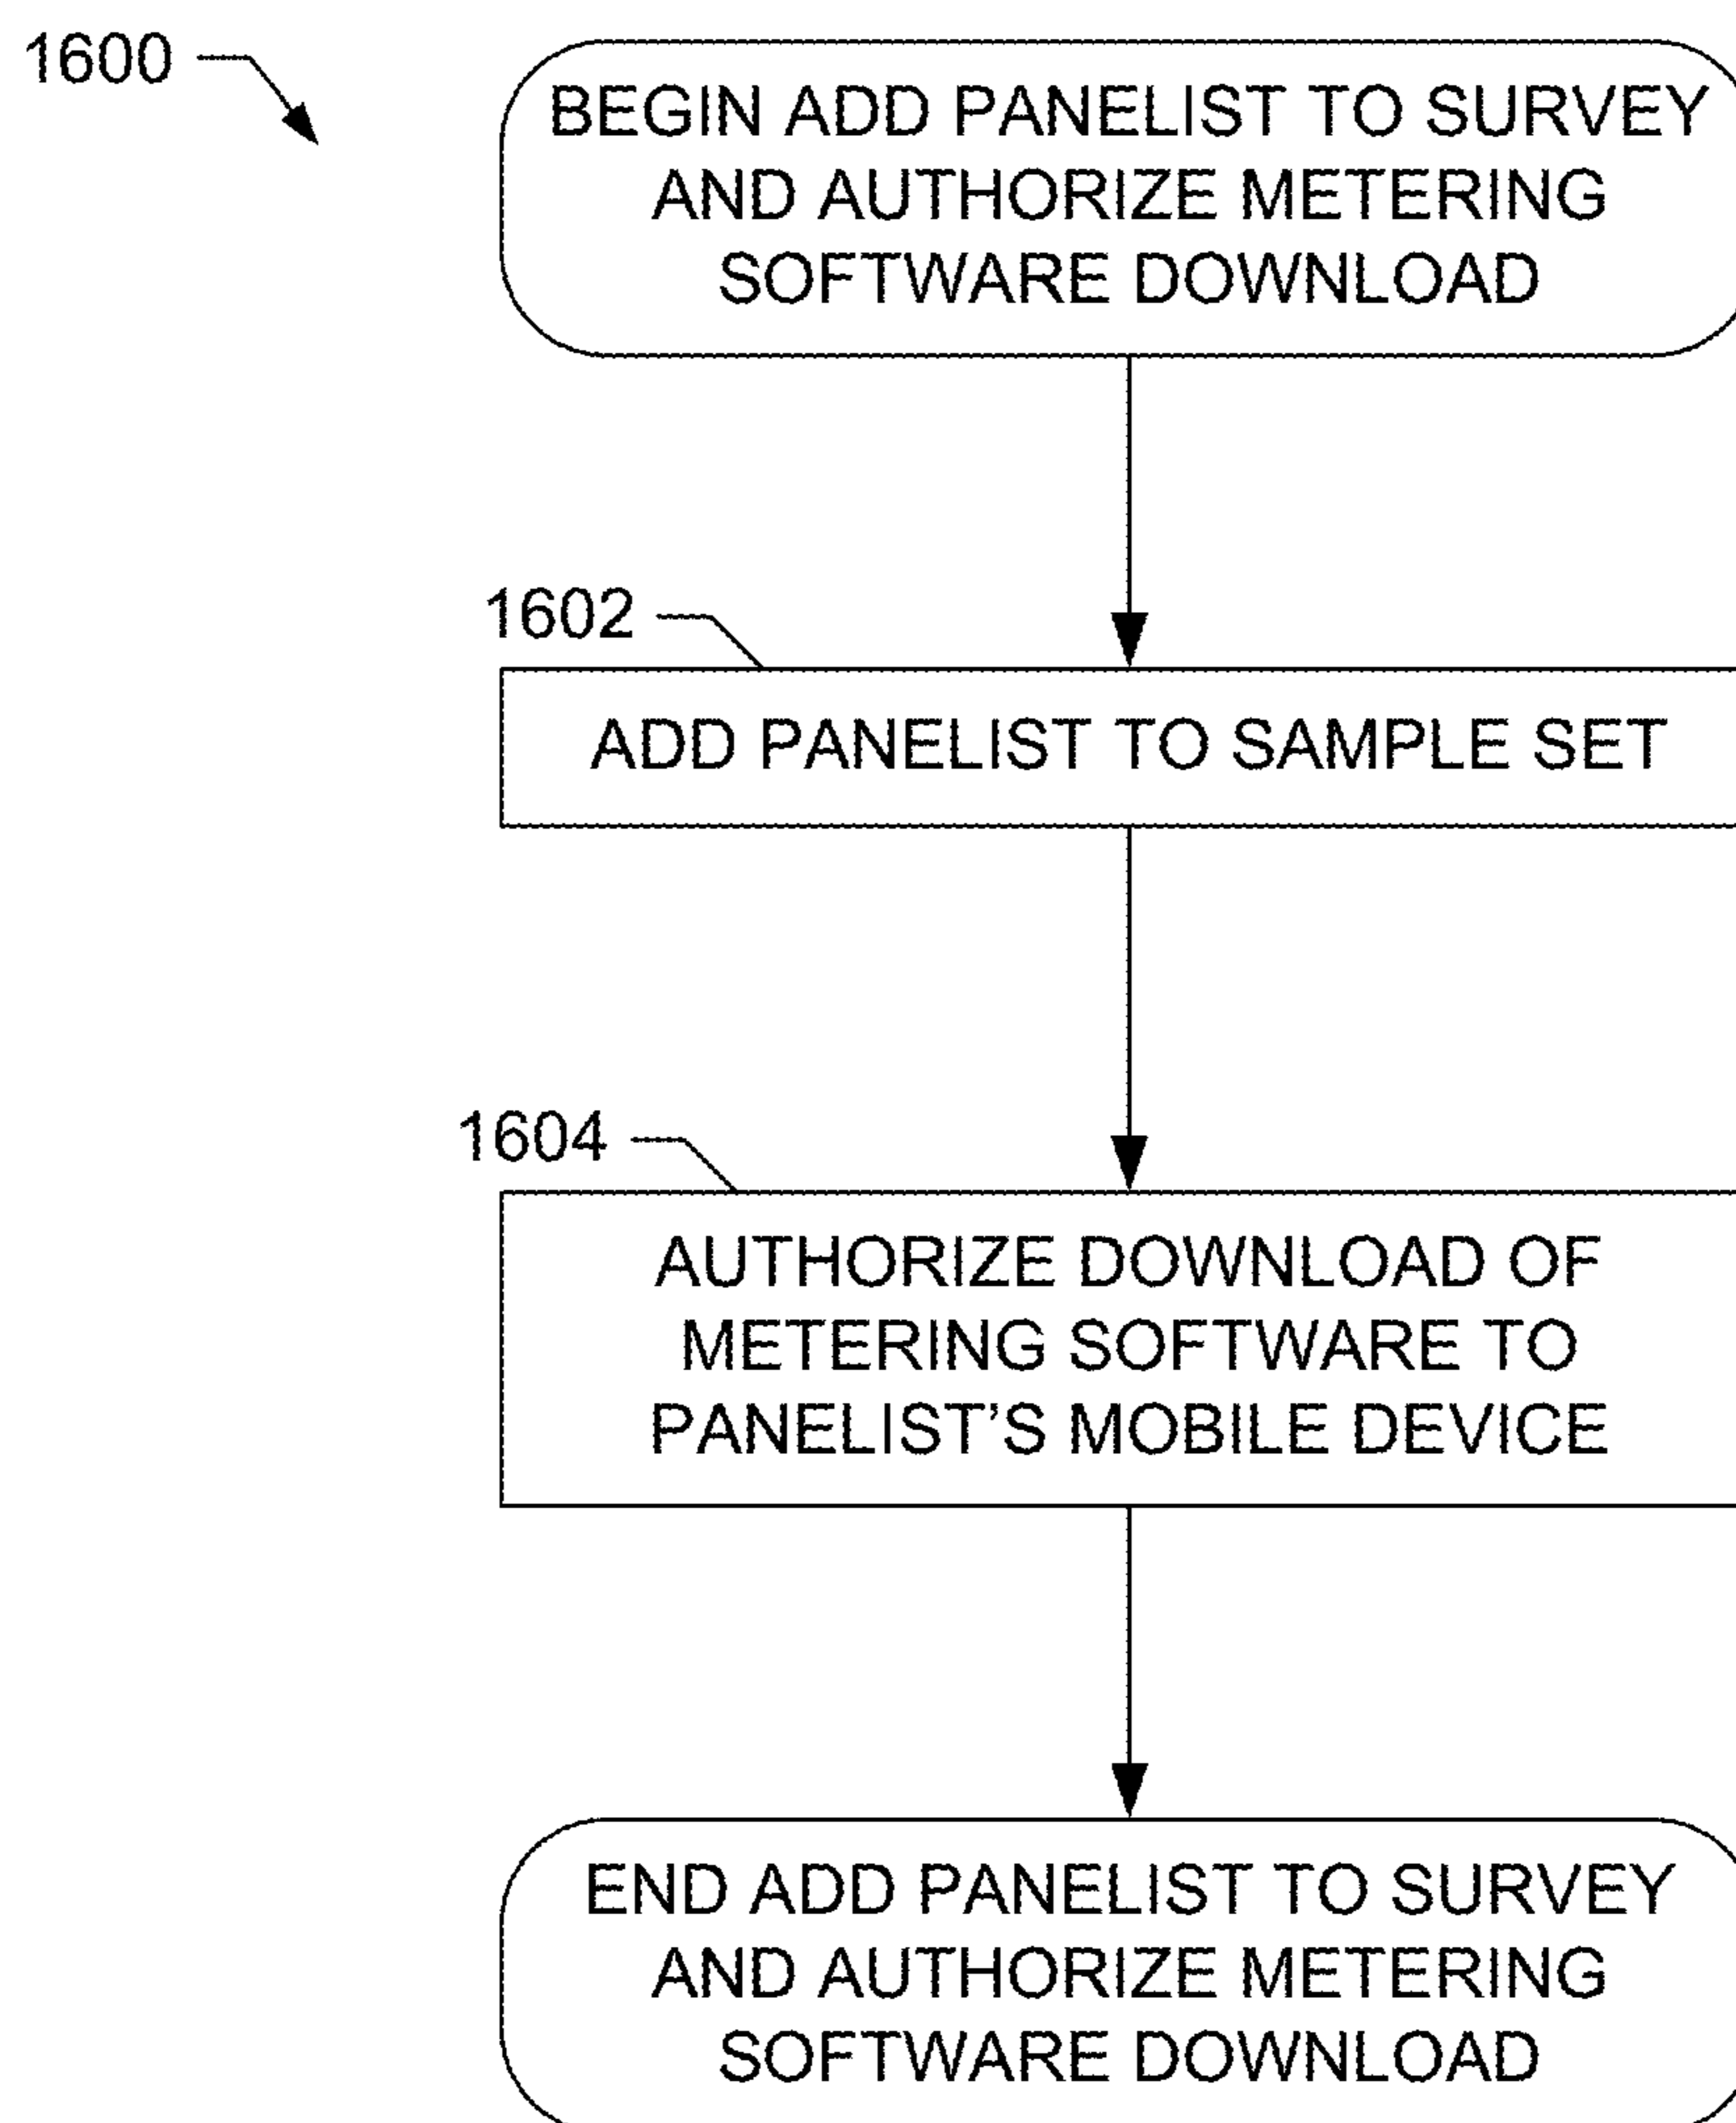 1600
BEGIN ADD PANELIST TO SURVEY
AND AUTHORIZE METERING
SOFTWARE DOWNLOAD
1602
ADD PANELIST TO SAMPLE SET
1604
AUTHORIZE DOWNLOAD OF
METERING SOFTWARE TO
PANELIST'S MOBILE DEVICE
END ADD PANELIST TO SURVEY
AND AUTHORIZE METERING
SOFTWARE DOWNLOAD